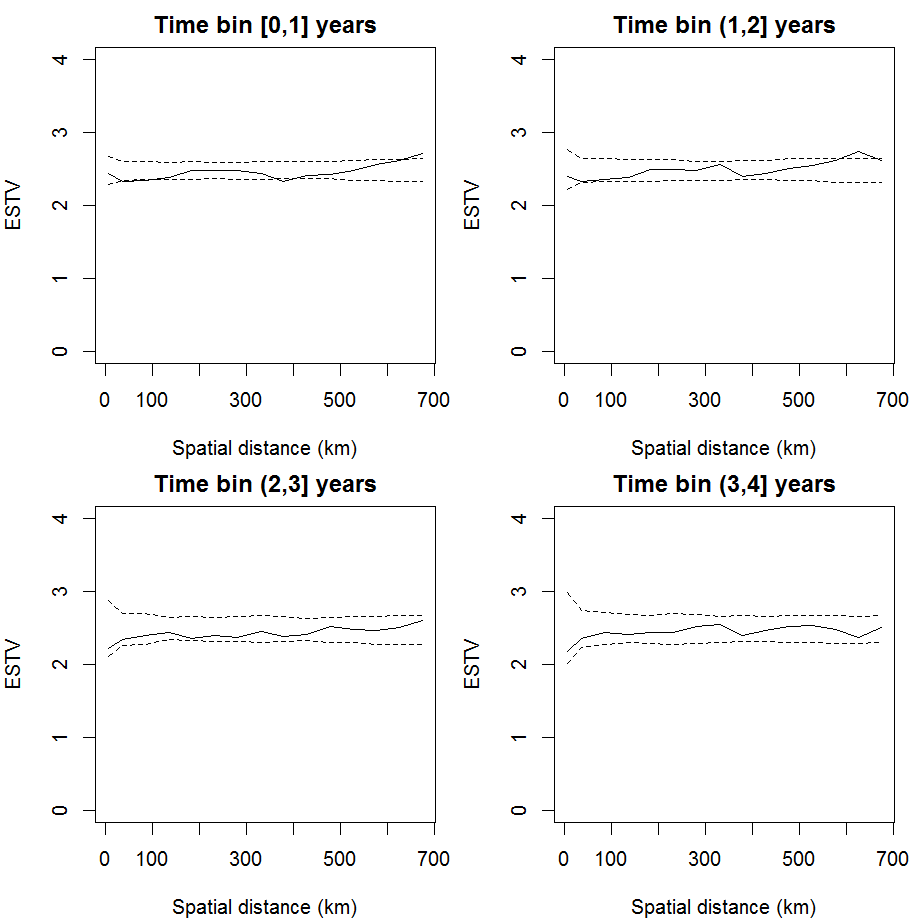 Time bin [0,1] years
ESTV
4
3
2
1
0
0 100 300 500 700
Spatial distance (km)
Time bin (1,2] years
ESTV
4
3
2
1
0
0 100 300 500 700
Spatial distance (km)
Time bin (2,3] years
ESTV
4
3
2
1
0
0 100 300 500 700
Spatial distance (km)
Time bin (3,4] years
ESTV
4
3
2
1
0
0 100 300 500 700
Spatial distance (km)